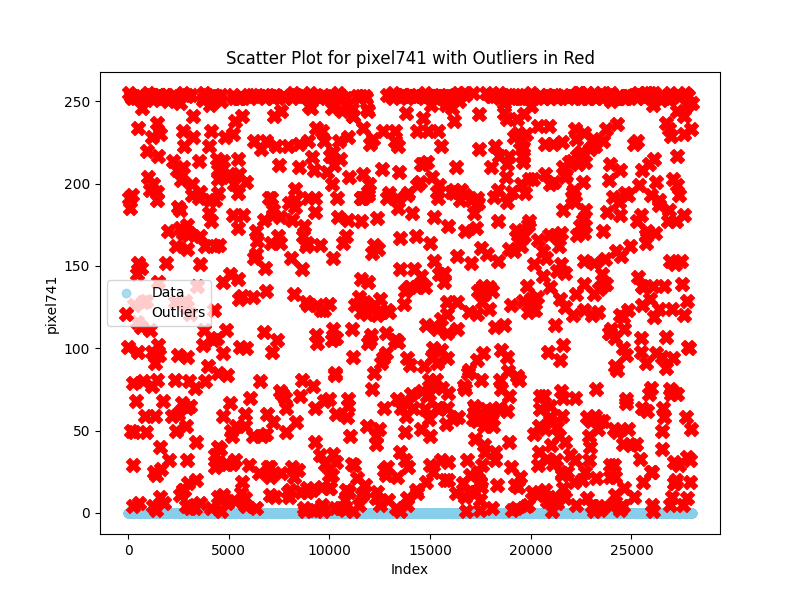 Scatter Plot for pixel741 with Outliers in Red
250
200
150
100
50
0
pixel741
Data
Outliers
0
5000
10000
15000
20000
25000
Index